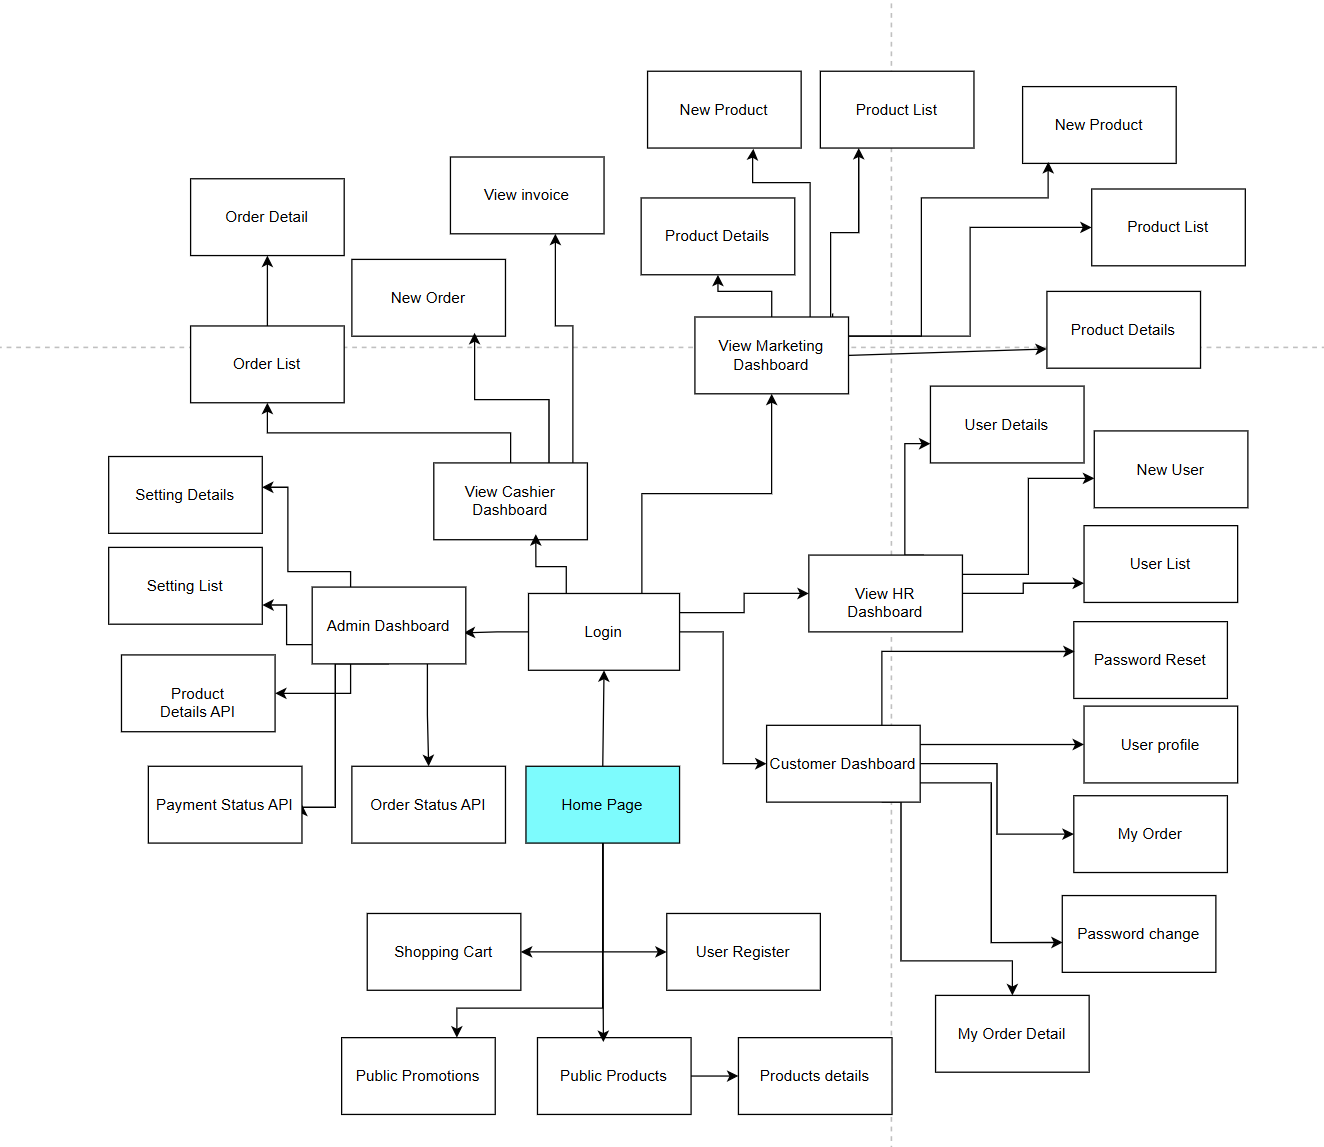 New Product
Product List
New Product
View invoice
Order Detail
Product Details
Product List
New Order
Product Details
View Marketing
Dashboard
Order List
User Details
New User
Setting Details
View Cashier
Dashboard
User List
Setting List
View HR
Dashboard
Admin Dashboard
Login
Password Reset
Product
Details API
User profile
Customer Dashboard
Payment Status API
Order Status API
Home Page
My Order
Password change
Shopping Cart
User Register
My Order Detail
Public Promotions
Public Products
Products details